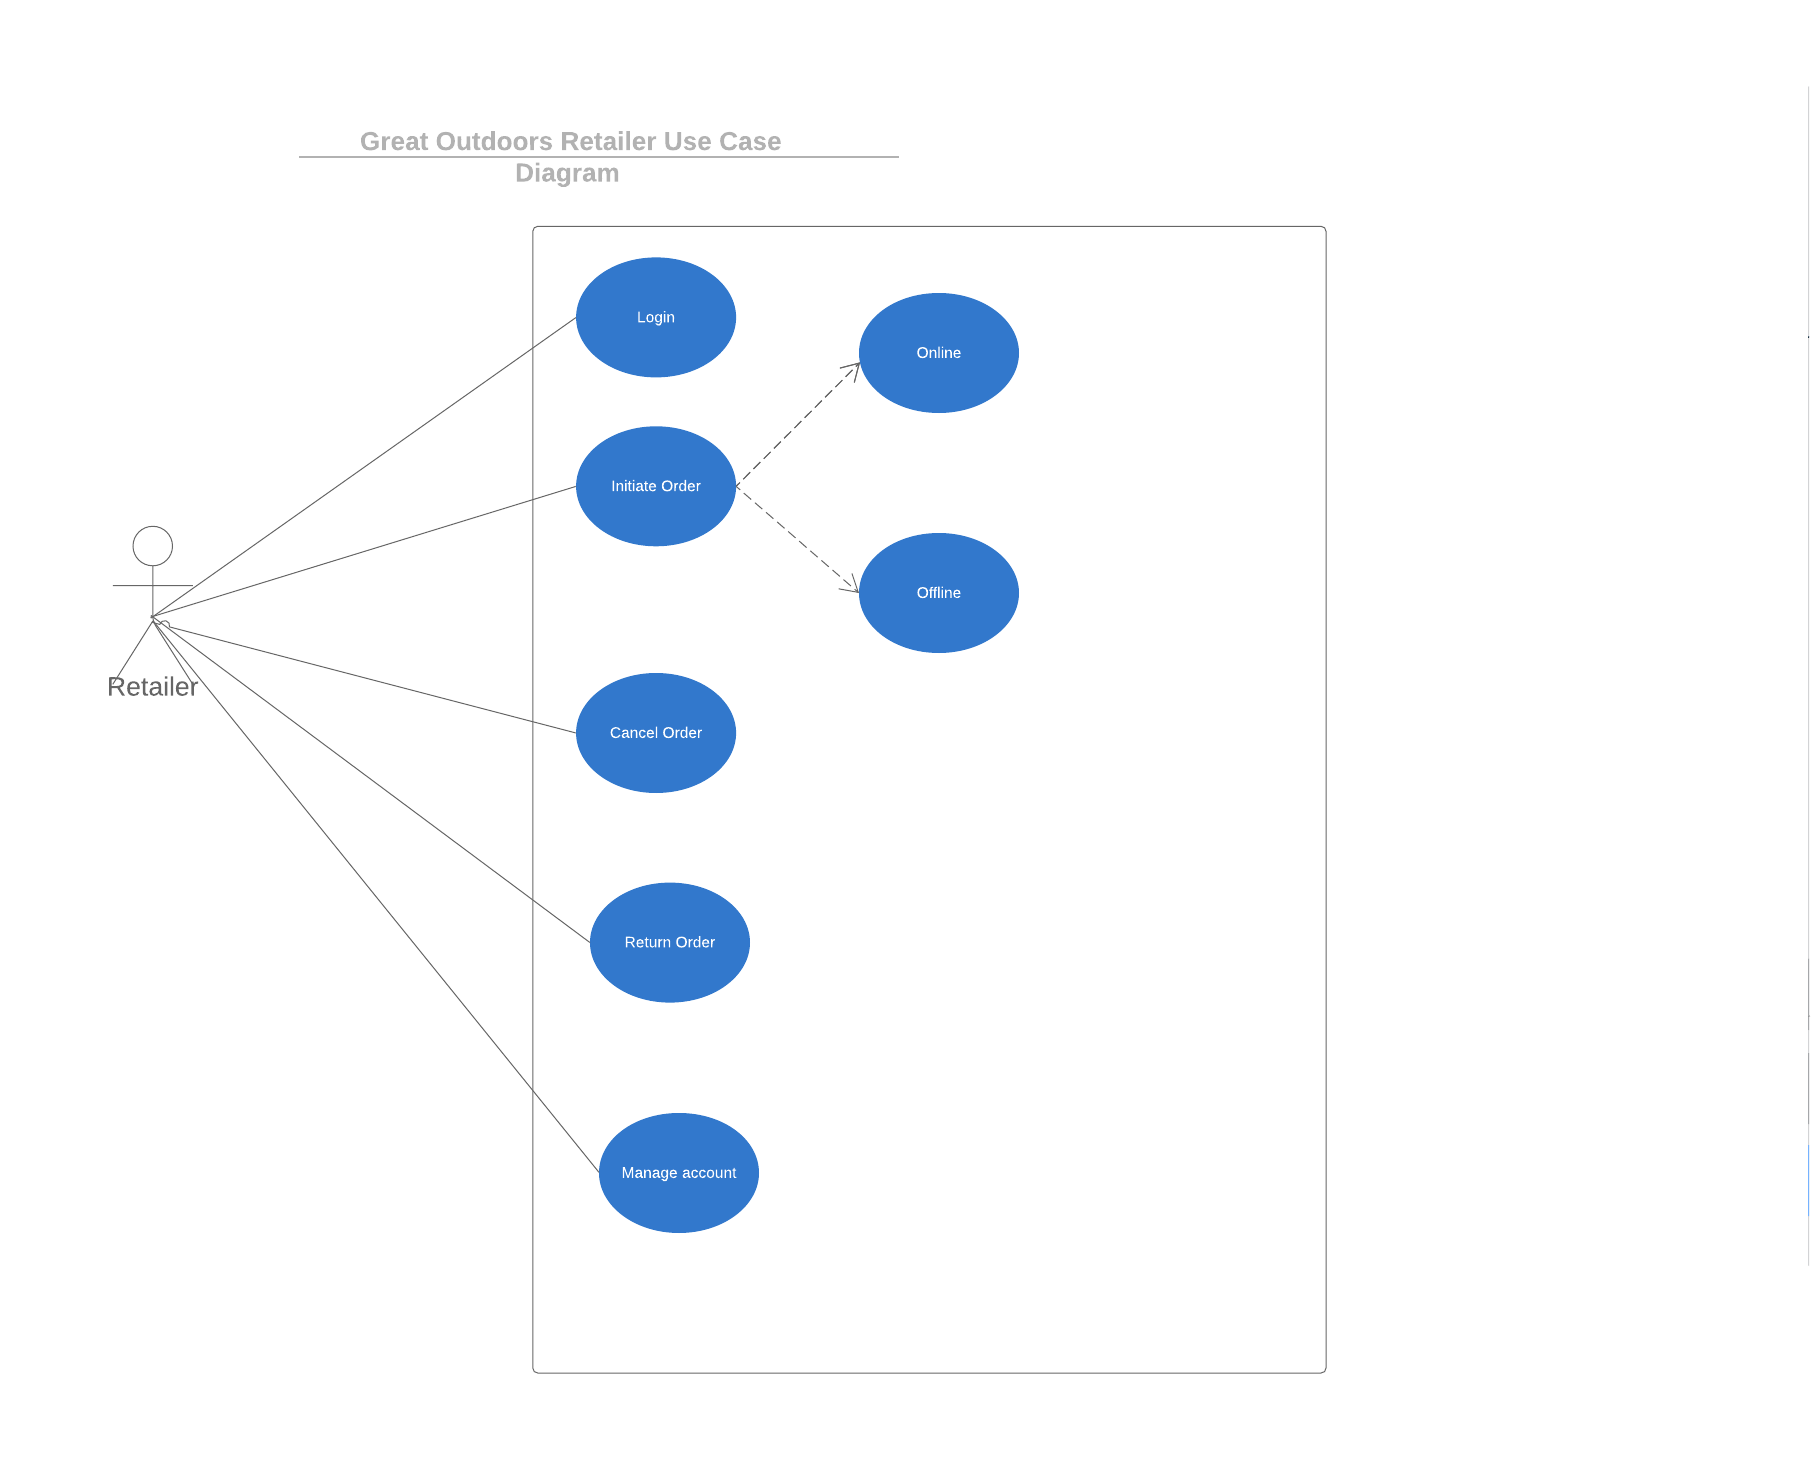 Great Outdoors Retailer Use Case
Diagram
Login
Online
Initiate Order
Offline
Retailer
Cancel Order
Return Order
Manage account